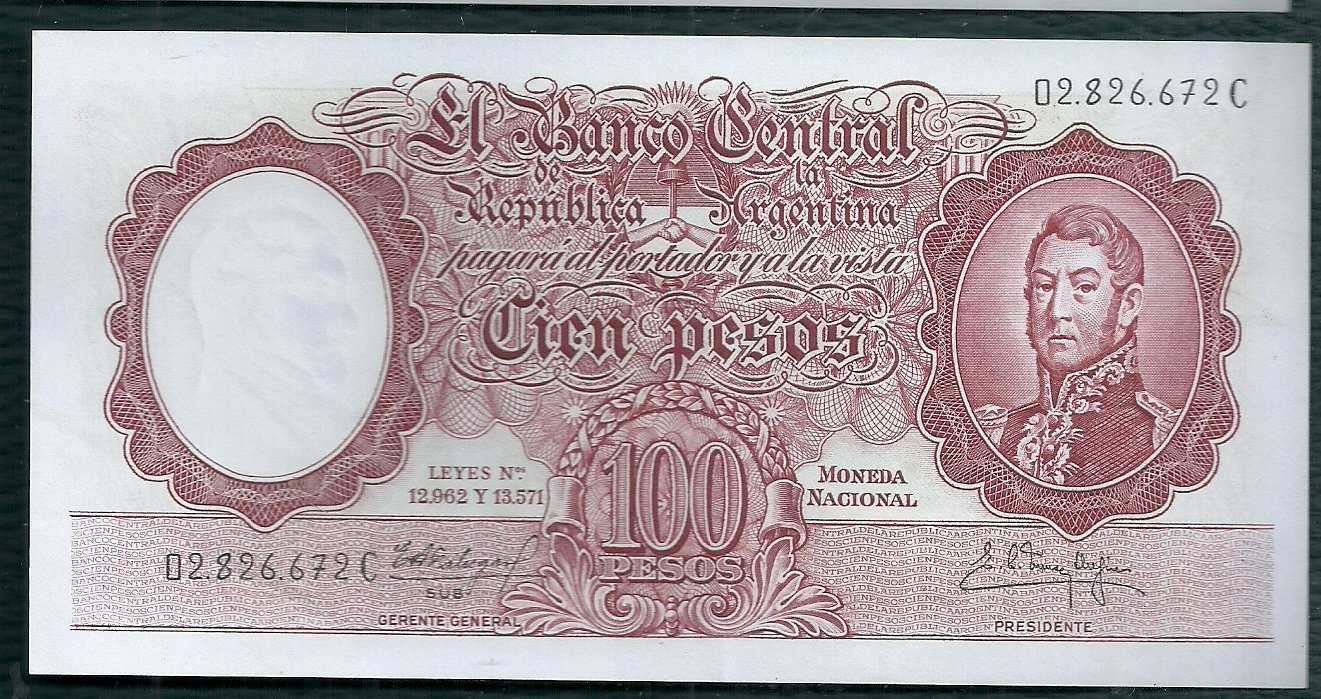 02.826.672 C
El Banco Central
de la
República Argentina
pagará al portador y a la vista
Cien pesos
LEYES Nos.
12.962 Y 13.571
100
PESOS
MONEDA
NACIONAL
02.826.672 C
SUB
GERENTE GENERAL
PRESIDENTE